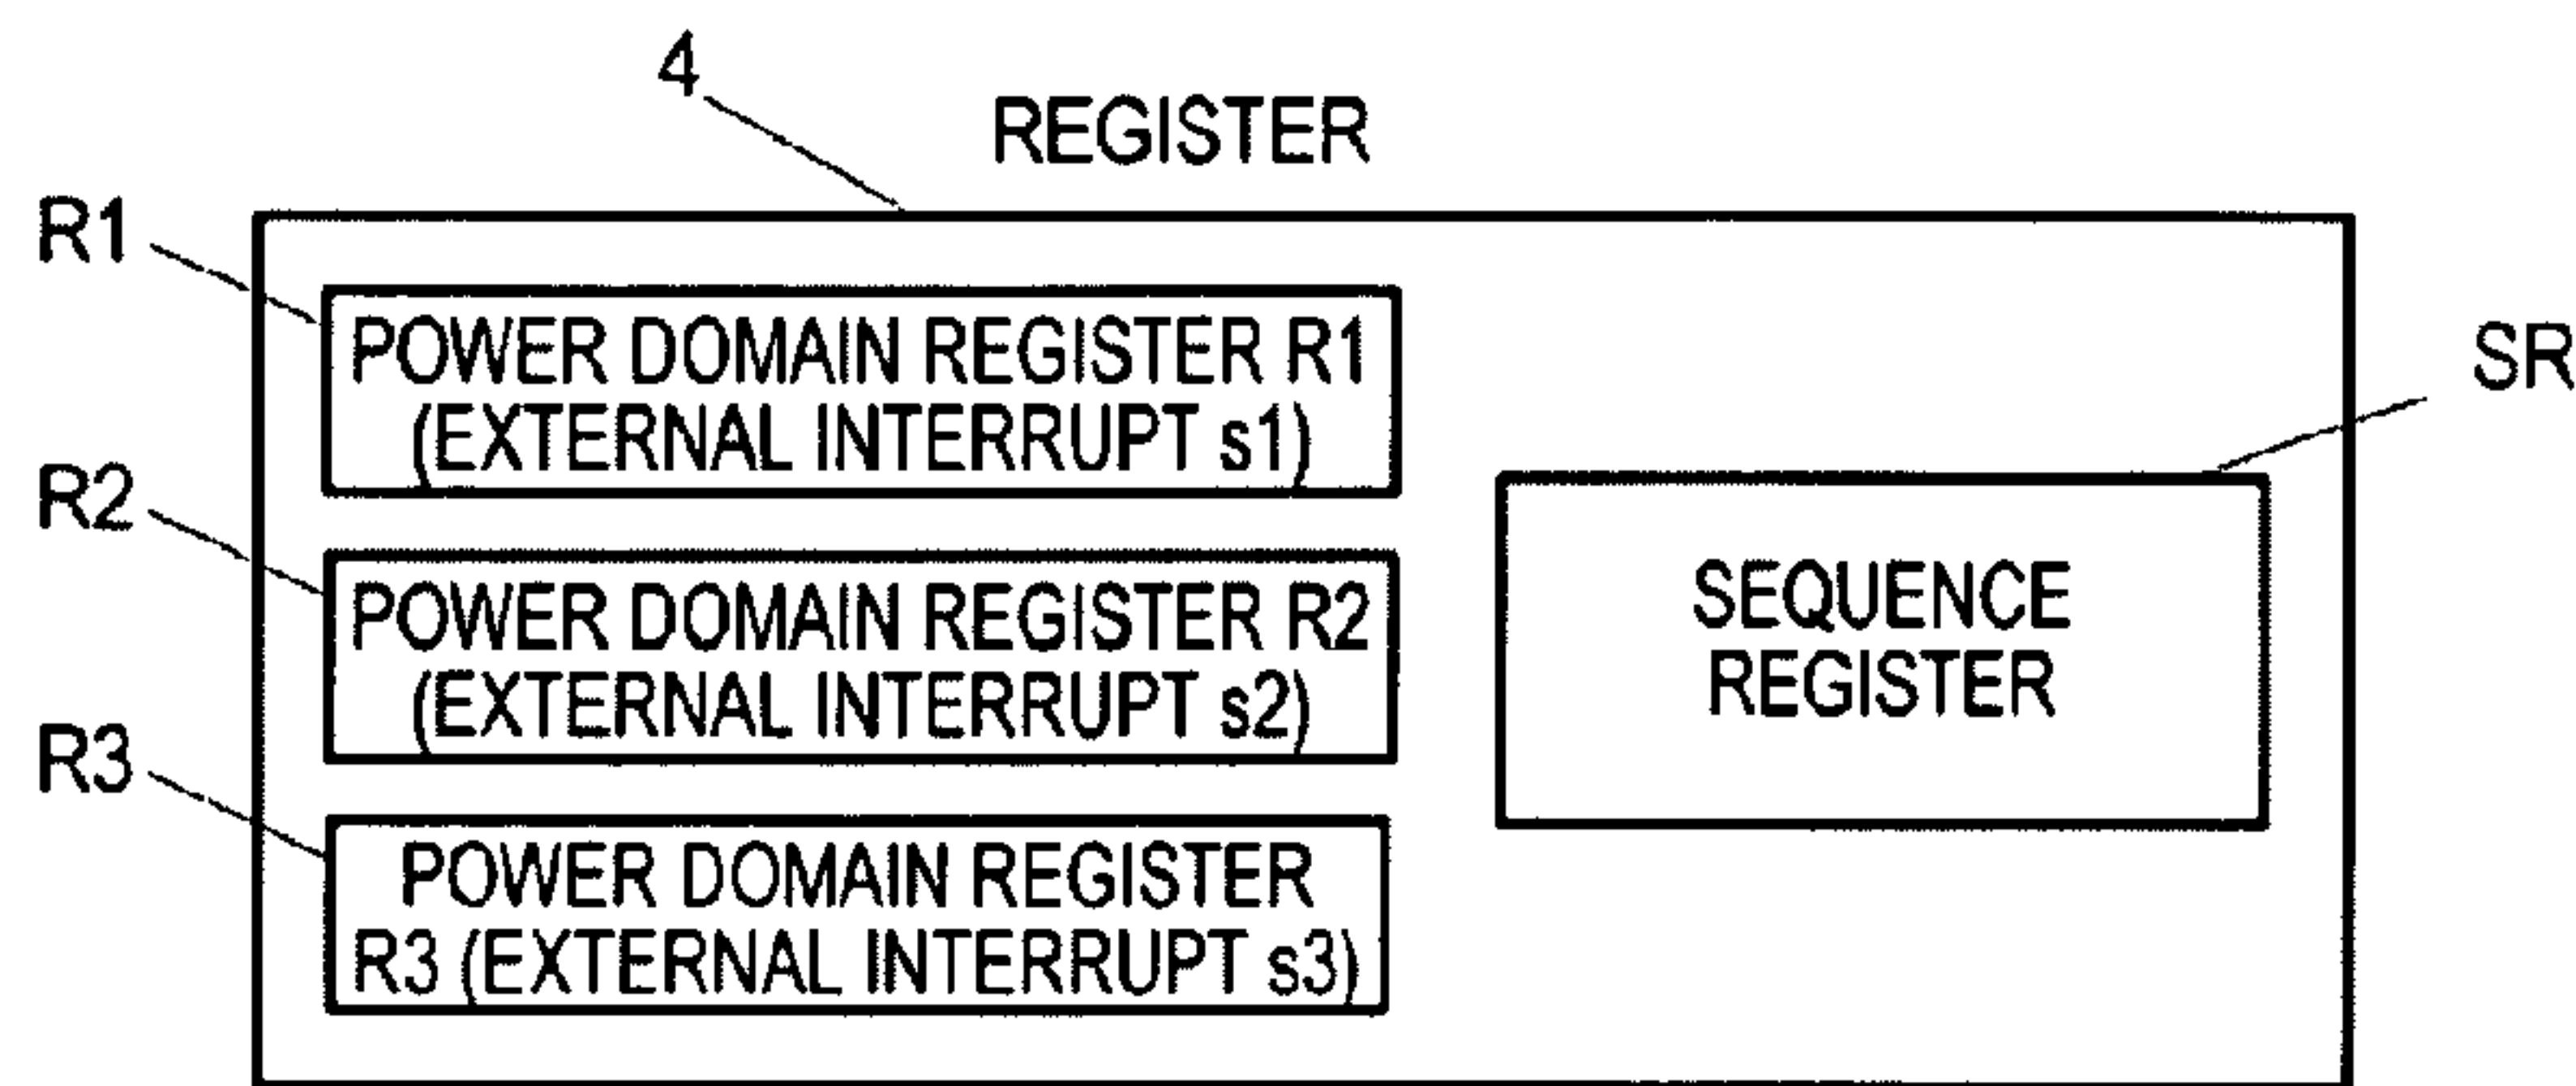 4
REGISTER
R1
POWER DOMAIN REGISTER R1
(EXTERNAL INTERRUPT s1)
SR
R2
POWER DOMAIN REGISTER R2
(EXTERNAL INTERRUPT s2)
SEQUENCE
REGISTER
R3
POWER DOMAIN REGISTER
R3 (EXTERNAL INTERRUPT s3)